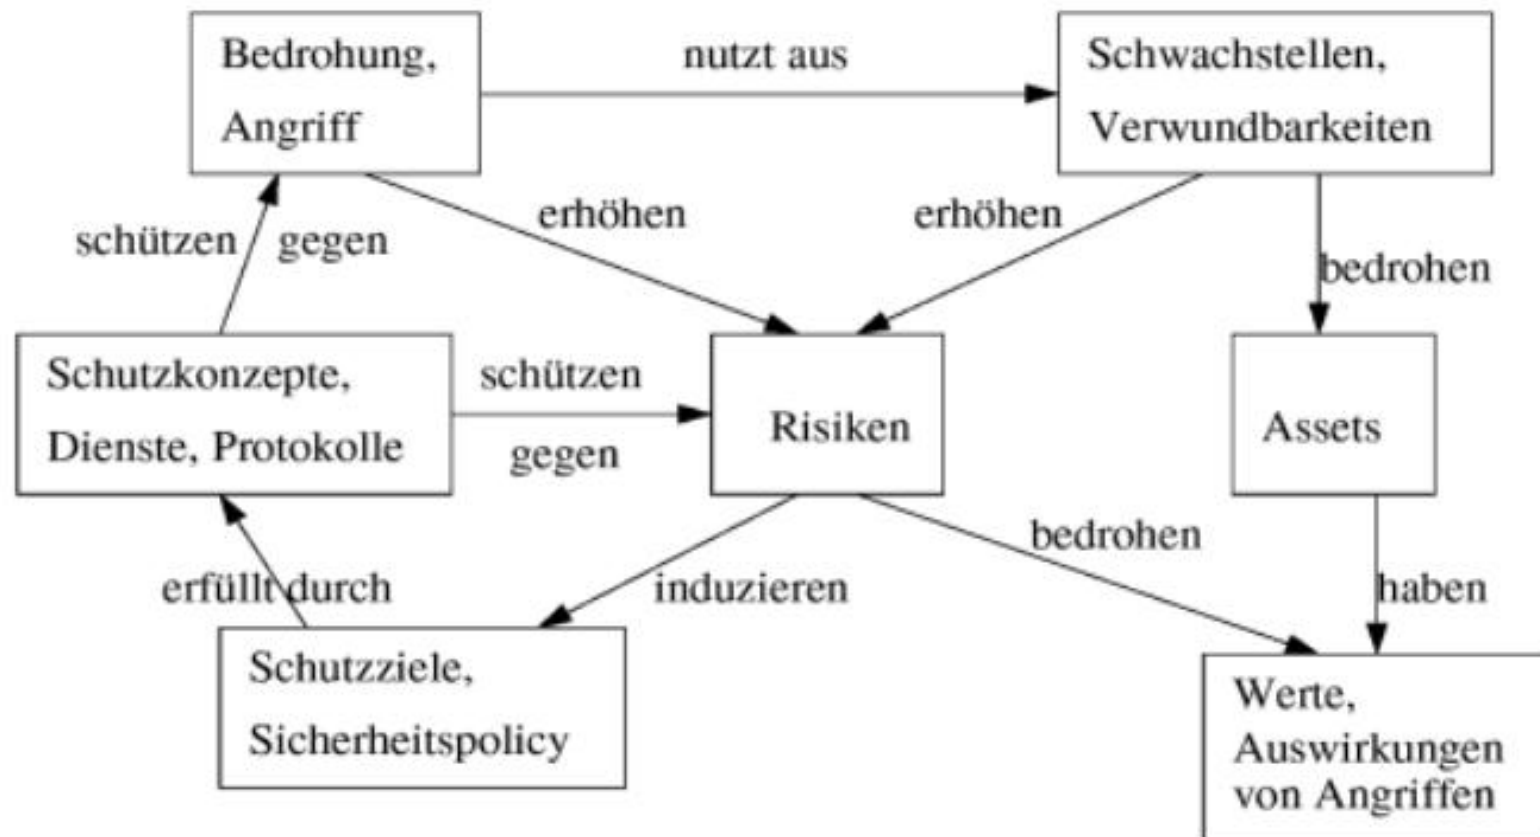 Bedrohung,
Angriff
nutzt aus
Schwachstellen,
Verwundbarkeiten
schützen gegen
erhöhen
erhöhen
bedrohen
Schutzkonzepte,
Dienste, Protokolle
schützen
gegen
Risiken
Assets
erfüllt durch
induzieren
bedrohen
haben
Schutzziele,
Sicherheitspolicy
Werte,
Auswirkungen
von Angriffen